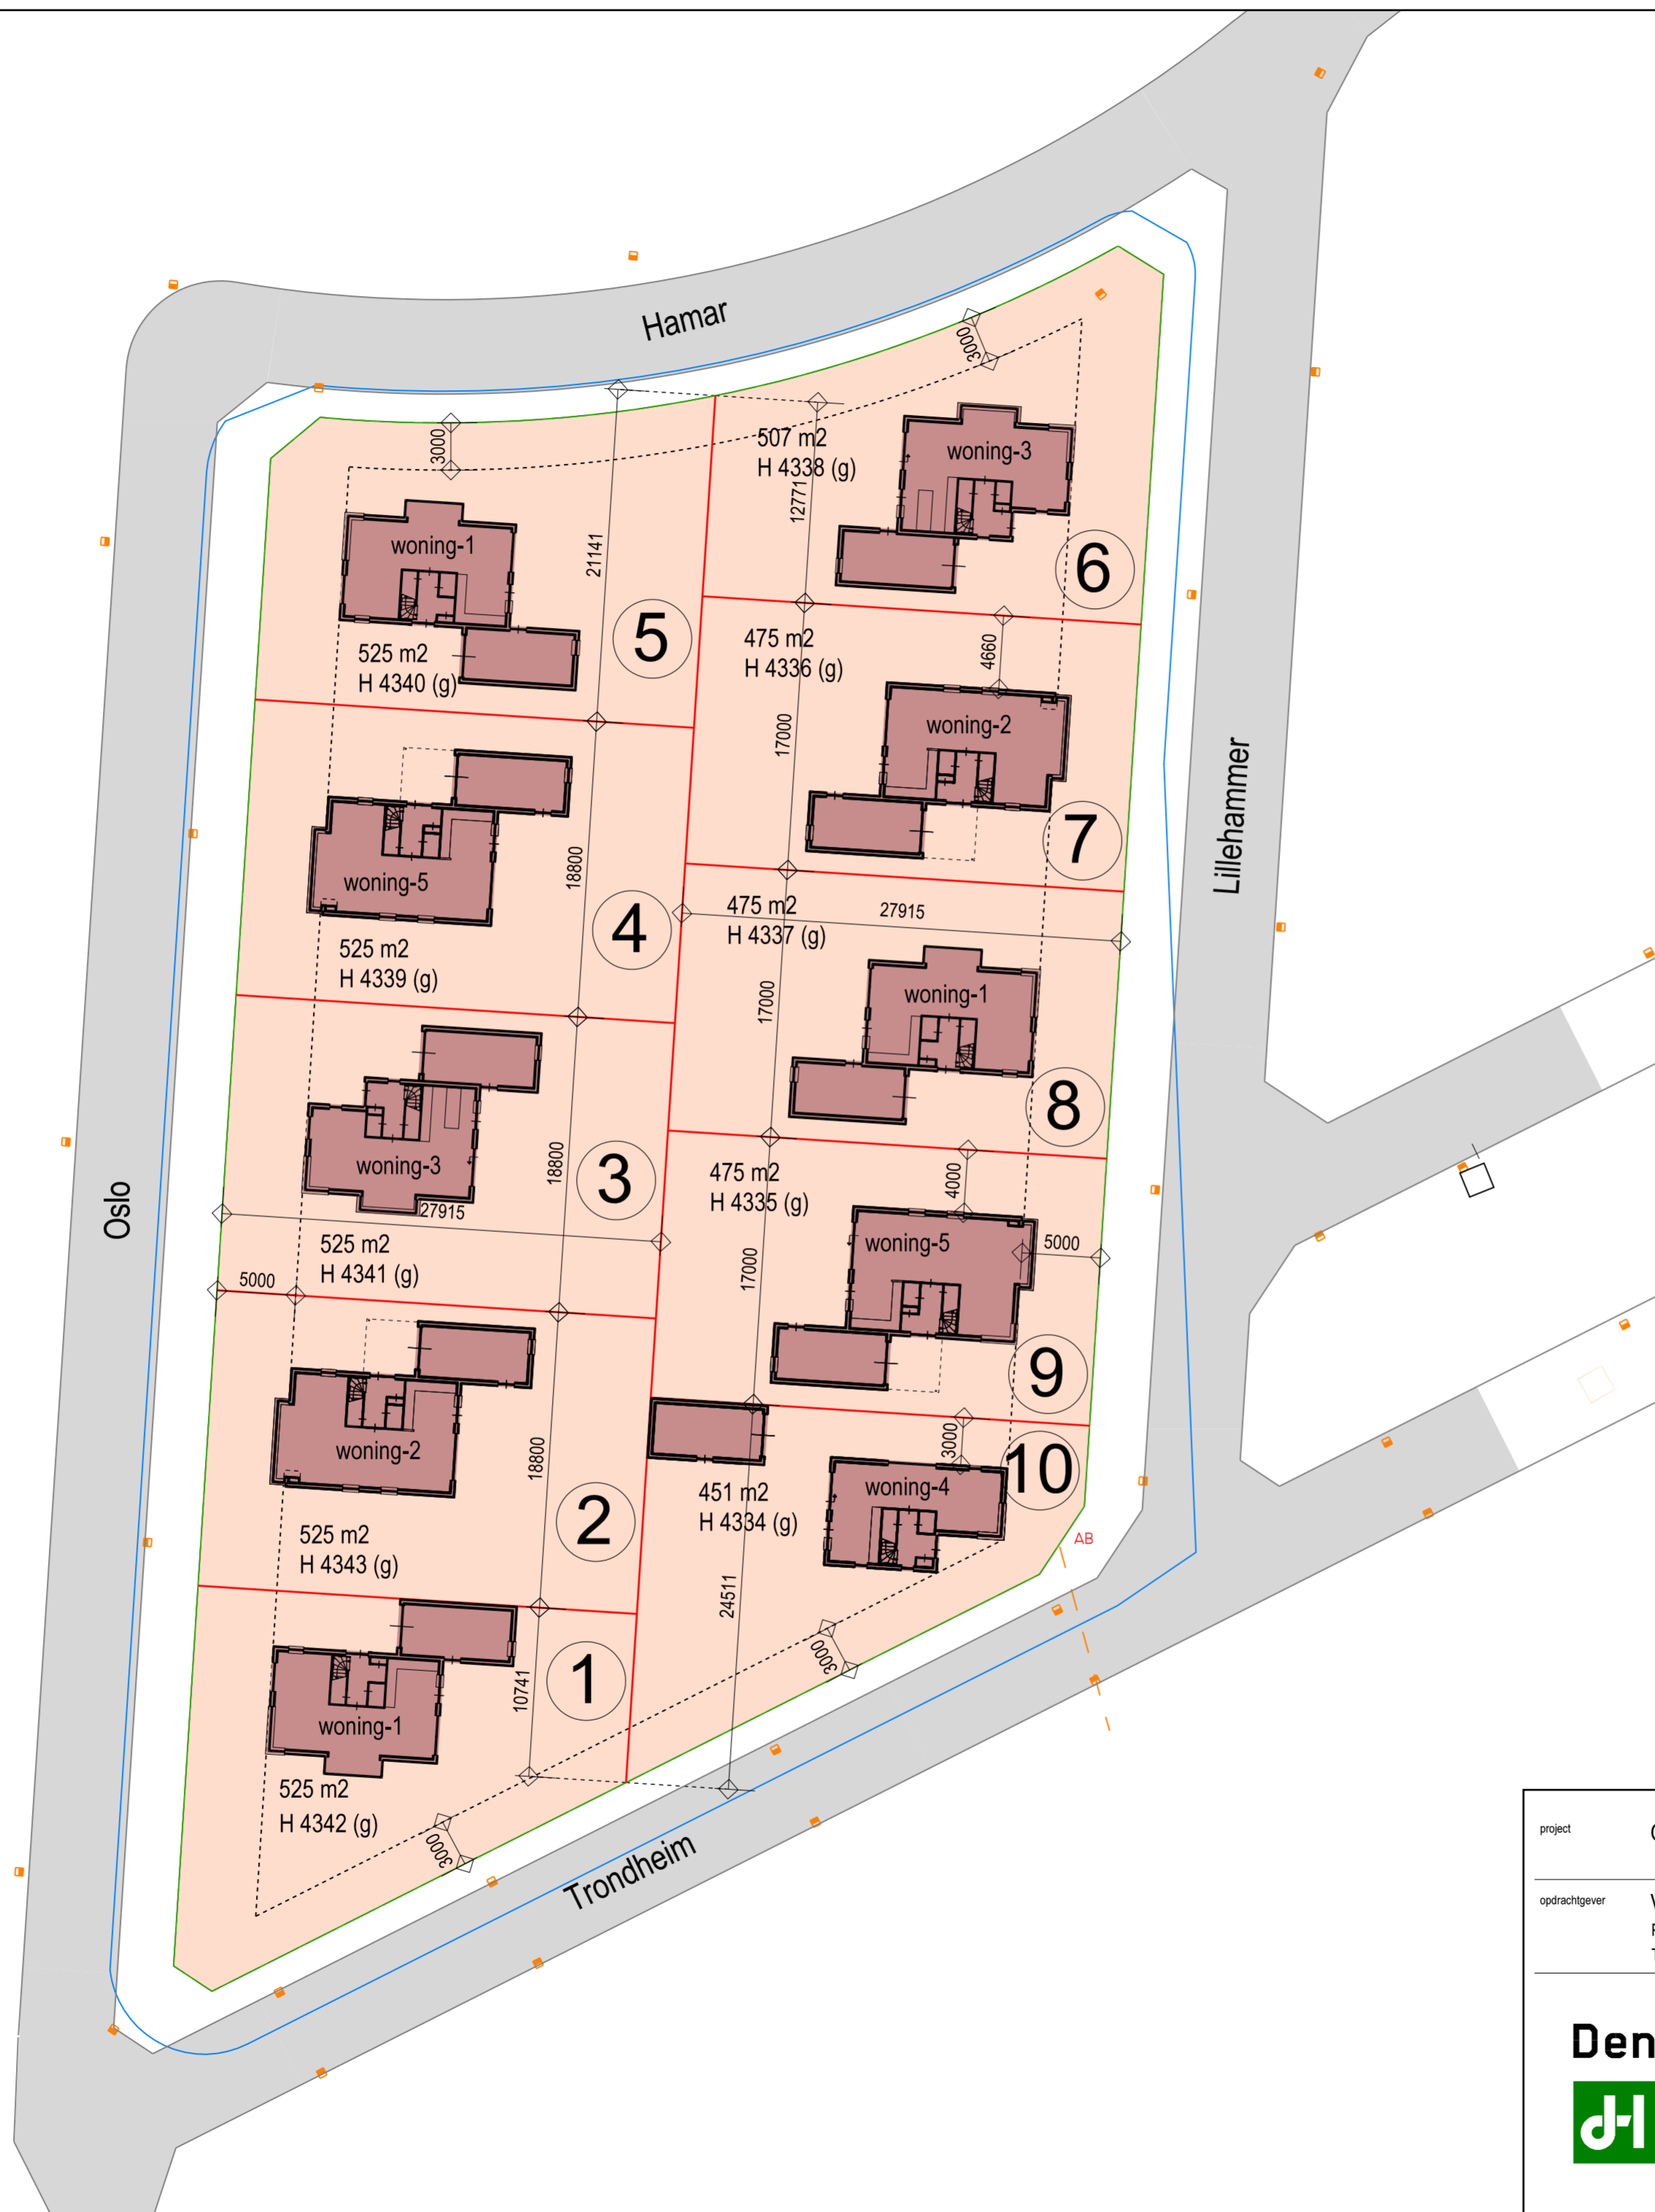 Hamar
3000
3000
507 m2
H 4338 (g)
woning-3
12771
6
woning-1
21141
5
525 m2
H 4340 (g)
475 m2
H 4336 (g)
4660
woning-2
17000
7
Lillehammer
woning-5
18800
4
525 m2
H 4339 (g)
475 m2
H 4337 (g)
27915
woning-1
17000
8
woning-3
18800
3
27915
525 m2
H 4341 (g)
Oslo
475 m2
H 4335 (g)
4000
woning-5
5000
17000
9
5000
woning-2
18800
2
525 m2
H 4343 (g)
3000
10
woning-4
451 m2
H 4334 (g)
AB
24511
3000
woning-1
10741
1
525 m2
H 4342 (g)
3000
Trondheim
project
opdrachtgever
Den
dH